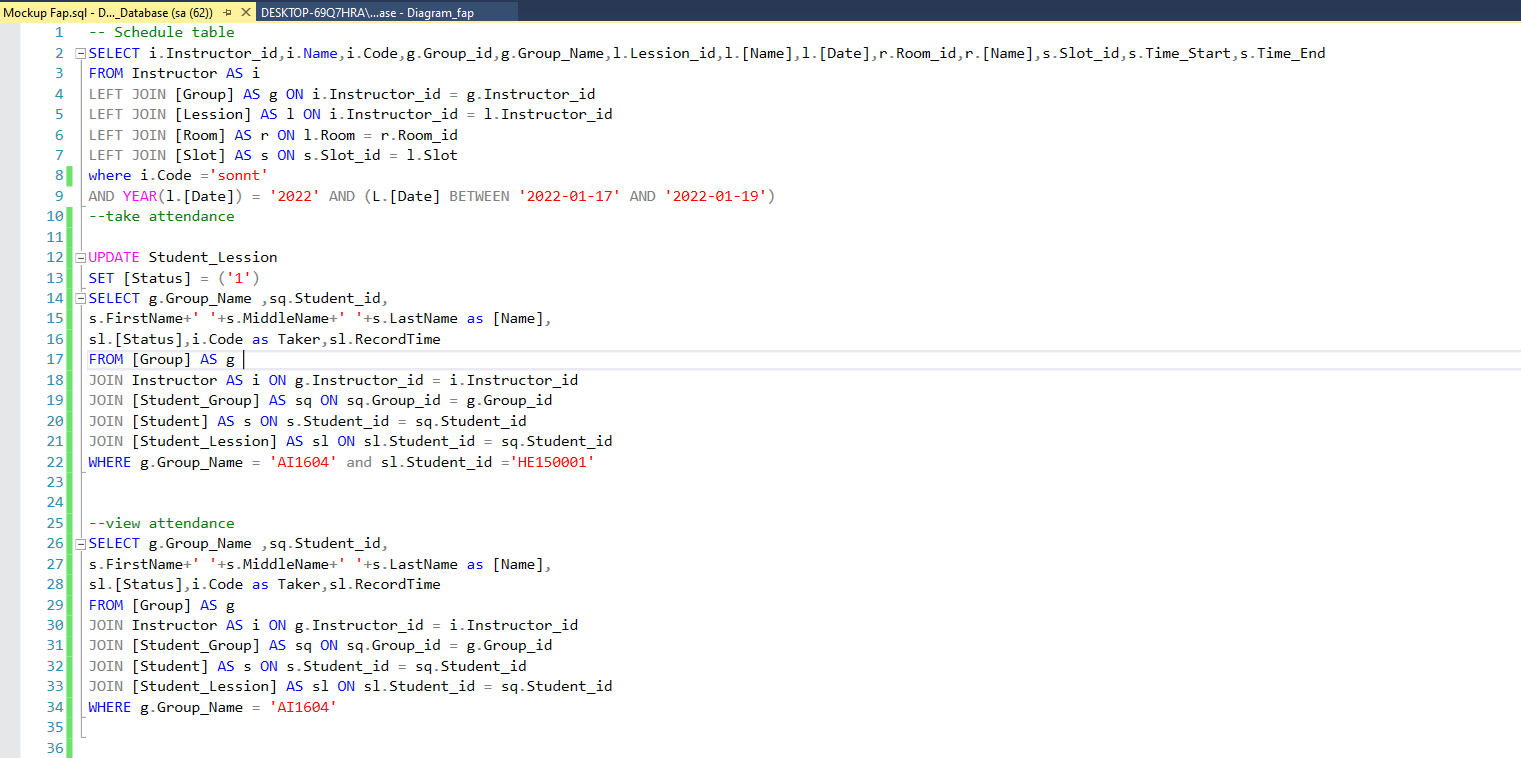 Mockup Fap.sql - D..._Database (sa (62)) DESKTOP-69Q7HRA\...ase - Diagram_fap
1 -- Schedule table
2 SELECT i.Instructor_id,i.Name,i.Code,g.Group_id,g.Group_Name,l.Lession_id,l.[Name],l.[Date],r.Room_id,r.[Name],s.Slot_id,s.Time_Start,s.Time_End
3 FROM Instructor AS i
4 LEFT JOIN [Group] AS g ON i.Instructor_id = g.Instructor_id
5 LEFT JOIN [Lession] AS l ON i.Instructor_id = l.Instructor_id
6 LEFT JOIN [Room] AS r ON l.Room = r.Room_id
7 LEFT JOIN [Slot] AS s ON s.Slot_id = l.Slot
8 where i.Code ='sonnt'
9 AND YEAR(l.[Date]) = '2022' AND (L.[Date] BETWEEN '2022-01-17' AND '2022-01-19')
10 --take attendance
11
12 UPDATE Student_Lession
13 SET [Status] = ('1')
14 SELECT g.Group_Name ,sq.Student_id,
15 s.FirstName+' '+s.MiddleName+' '+s.LastName as [Name],
16 sl.[Status],i.Code as Taker,sl.RecordTime
17 FROM [Group] AS g
18 JOIN Instructor AS i ON g.Instructor_id = i.Instructor_id
19 JOIN [Student_Group] AS sq ON sq.Group_id = g.Group_id
20 JOIN [Student] AS s ON s.Student_id = sq.Student_id
21 JOIN [Student_Lession] AS sl ON sl.Student_id = sq.Student_id
22 WHERE g.Group_Name = 'AI1604' and sl.Student_id ='HE150001'
23
24
25 --view attendance
26 SELECT g.Group_Name ,sq.Student_id,
27 s.FirstName+' '+s.MiddleName+' '+s.LastName as [Name],
28 sl.[Status],i.Code as Taker,sl.RecordTime
29 FROM [Group] AS g
30 JOIN Instructor AS i ON g.Instructor_id = i.Instructor_id
31 JOIN [Student_Group] AS sq ON sq.Group_id = g.Group_id
32 JOIN [Student] AS s ON s.Student_id = sq.Student_id
33 JOIN [Student_Lession] AS sl ON sl.Student_id = sq.Student_id
34 WHERE g.Group_Name = 'AI1604'
35
36